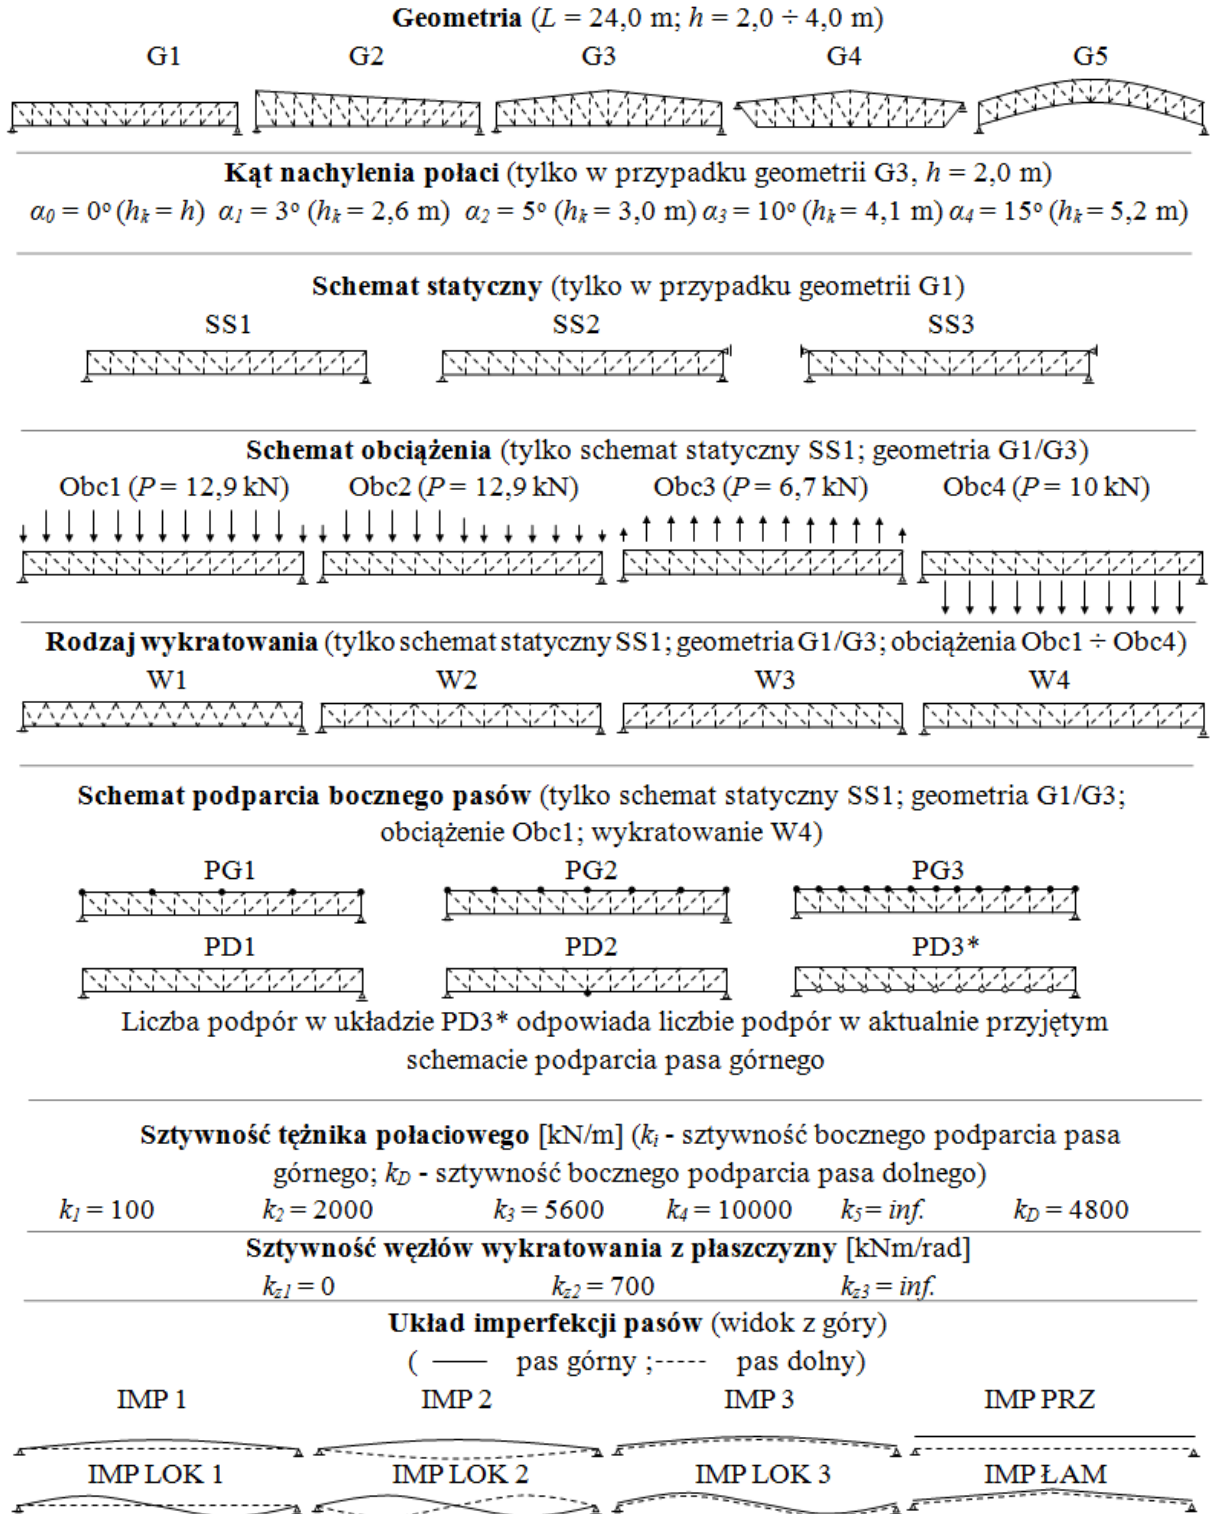 Geometria (L = 24,0 m; h = 2,0 ÷ 4,0 m)
G1 G2 G3 G4 G5
Kąt nachylenia połaci (tylko w przypadku geometrii G3, h = 2,0 m)
α0 = 0° (hk = h) α1 = 3° (hk = 2,6 m) α2 = 5° (hk = 3,0 m) α3 = 10° (hk = 4,1 m) α4 = 15° (hk = 5,2 m)
Schemat statyczny (tylko w przypadku geometrii G1)
SS1 SS2 SS3
Schemat obciążenia (tylko schemat statyczny SS1; geometria G1/G3)
Obc1 (P = 12,9 kN) Obc2 (P = 12,9 kN) Obc3 (P = 6,7 kN) Obc4 (P = 10 kN)
Rodzaj wykratowania (tylko schemat statyczny SS1; geometria G1/G3; obciążenia Obc1 ÷ Obc4)
W1 W2 W3 W4
Schemat podparcia bocznego pasów (tylko schemat statyczny SS1; geometria G1/G3;
obciążenie Obc1; wykratowanie W4)
PG1 PG2 PG3
PD1 PD2 PD3*
Liczba podpór w układzie PD3* odpowiada liczbie podpór w aktualnie przyjętym
schemacie podparcia pasa górnego
Sztywność tężnika połaciowego [kN/m] (ki - sztywność bocznego podparcia pasa
górnego; kD - sztywność bocznego podparcia pasa dolnego)
k1 = 100 k2 = 2000 k3 = 5600 k4 = 10000 k5= inf. kD = 4800
Sztywność węzłów wykratowania z płaszczyzny [kNm/rad]
kz1 = 0 kz2 = 700 kz3 = inf.
Układ imperfekcji pasów (widok z góry)
( —— pas górny ;----- pas dolny)
IMP 1 IMP 2 IMP 3 IMP PRZ
IMP LOK 1 IMP LOK 2 IMP LOK 3 IMP ŁAM